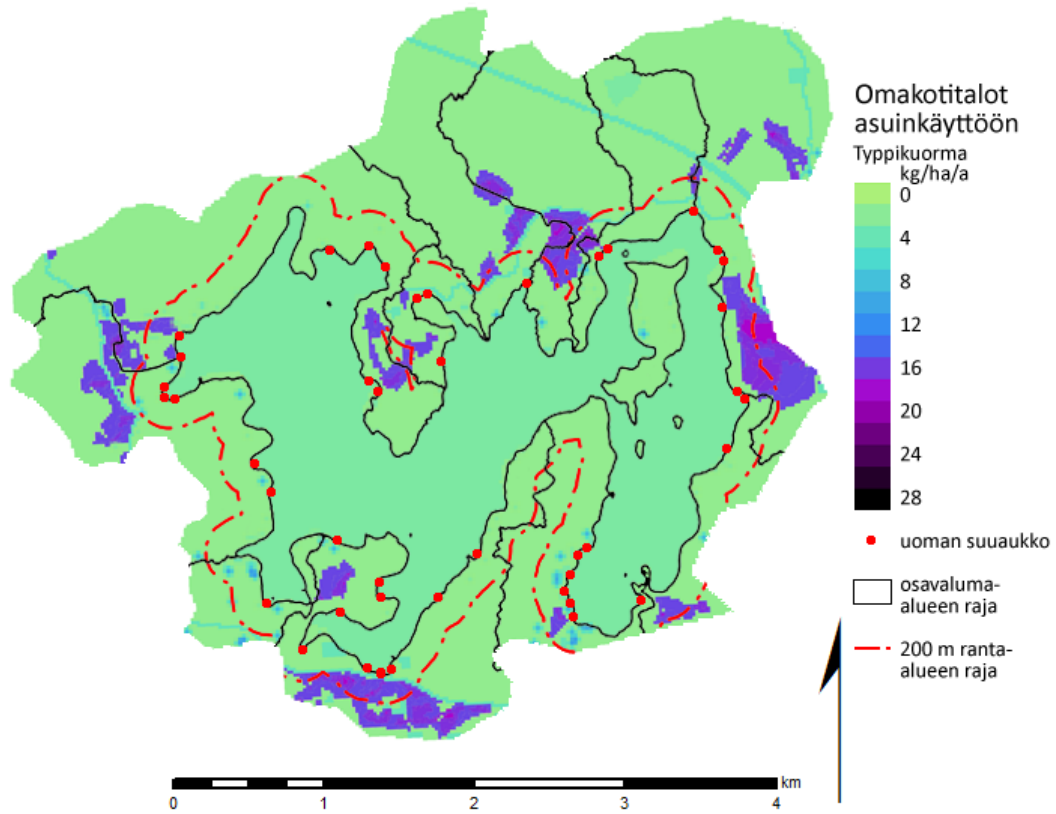 Omakotitalot
asuinkäyttöön
Typpikuorma
kg/ha/a
0
4
8
12
16
20
24
28
uoman suuaukko
osavaluma-
alueen raja
200 m ranta-
alueen raja
km
0 1 2 3 4